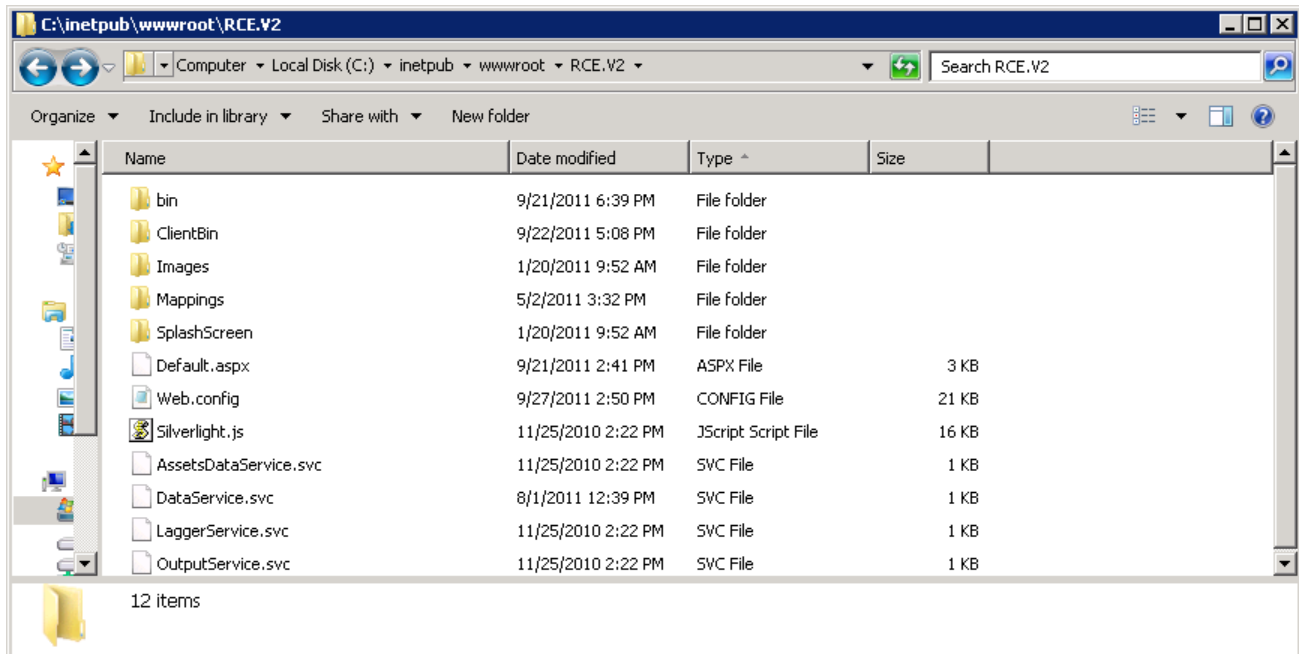 C:\inetpub\wwwroot\RCE.V2
Computer Local Disk (C:) inetpub wwwroot RCE.V2 Search RCE.V2
Organize Include in library Share with New folder
Name Date modified Type Size
bin 9/21/2011 6:39 PM File folder
ClientBin 9/22/2011 5:08 PM File folder
Images 1/20/2011 9:52 AM File folder
Mappings 5/2/2011 3:32 PM File folder
SplashScreen 1/20/2011 9:52 AM File folder
Default.aspx 9/21/2011 2:41 PM ASPX File 3 KB
Web.config 9/27/2011 2:50 PM CONFIG File 21 KB
Silverlight.js 11/25/2010 2:22 PM JScript Script File 16 KB
AssetsDataService.svc 11/25/2010 2:22 PM SVC File 1 KB
DataService.svc 8/1/2011 12:39 PM SVC File 1 KB
LaggerService.svc 11/25/2010 2:22 PM SVC File 1 KB
OutputService.svc 11/25/2010 2:22 PM SVC File 1 KB
12 items